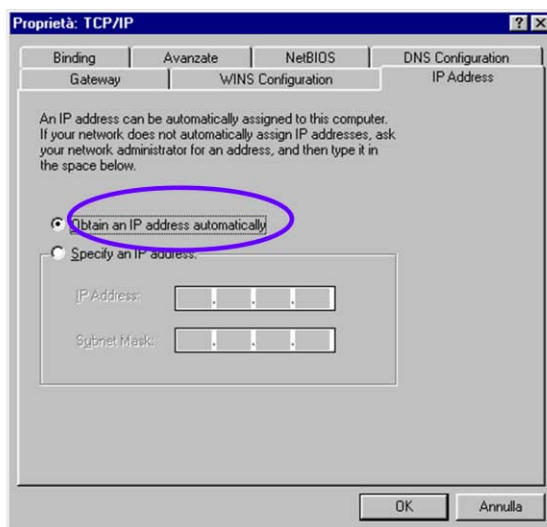 Proprietà: TCP/IP
Binding Avanzate NetBIOS DNS Configuration
Gateway WINS Configuration IP Address
An IP address can be automatically assigned to this computer.
If your network does not automatically assign IP addresses, ask
your network administrator for an address, and then type it in
the space below.
Obtain an IP address automatically
Specify an IP address:
IP Address:
Subnet Mask:
OK Annulla